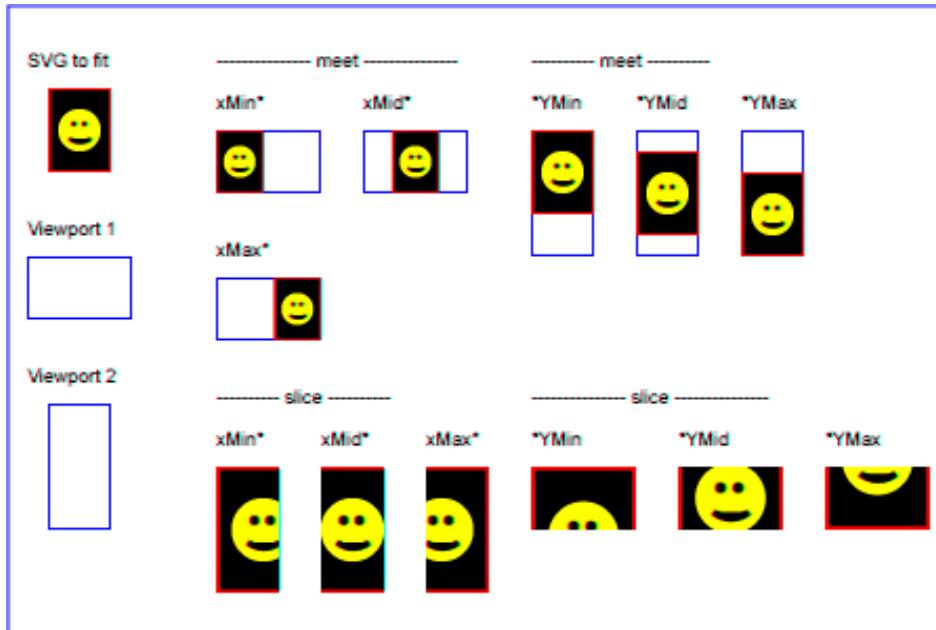 SVG to fit
--------------- meet ---------------
---------- meet ----------
xMin*
xMid*
*YMin
*YMid
*YMax
Viewport 1
xMax*
Viewport 2
---------- slice ----------
--------------- slice ---------------
xMin*
xMid*
xMax*
*YMin
*YMid
*YMax